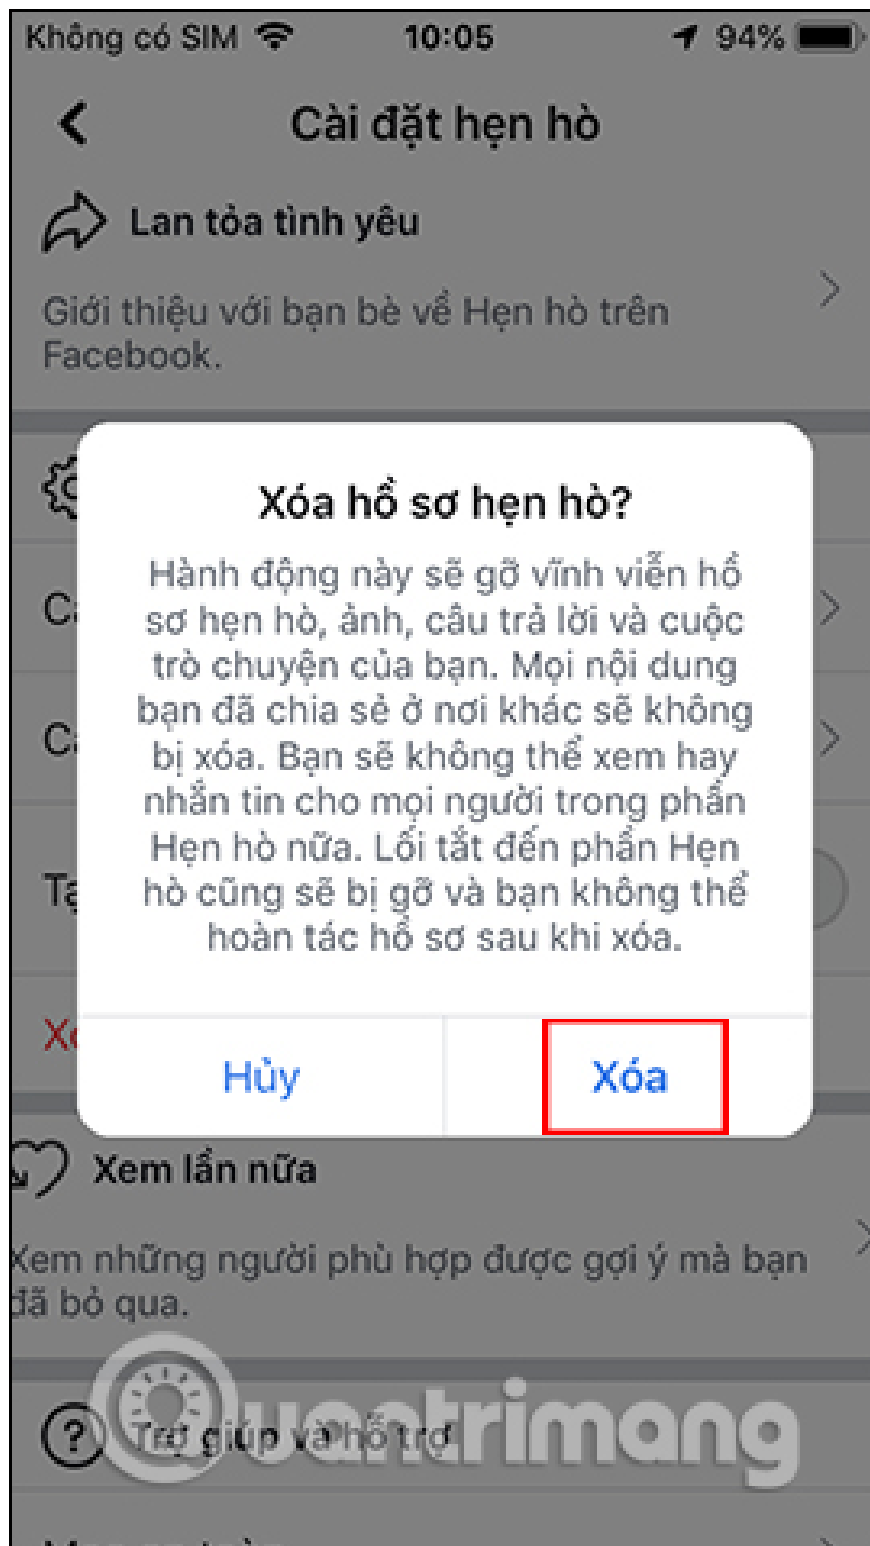 Không có SIM 10:05 94%
Cài đặt hẹn hò
Lan tỏa tình yêu
Giới thiệu với bạn bè về Hẹn hò trên
Facebook.
Xóa hồ sơ hẹn hò?
Hành động này sẽ gỡ vĩnh viễn hồ
sơ hẹn hò, ảnh, câu trả lời và cuộc
trò chuyện của bạn. Mọi nội dung
bạn đã chia sẻ ở nơi khác sẽ không
bị xóa. Bạn sẽ không thể xem hay
nhắn tin cho mọi người trong phần
Hẹn hò nữa. Lối tắt đến phần Hẹn
hò cũng sẽ bị gỡ và bạn không thể
hoàn tác hồ sơ sau khi xóa.
Hủy Xóa
Xem lần nữa
Xem những người phù hợp được gợi ý mà bạn
đã bỏ qua.
Trợ giúp và hỗ trợ
Quantrimang